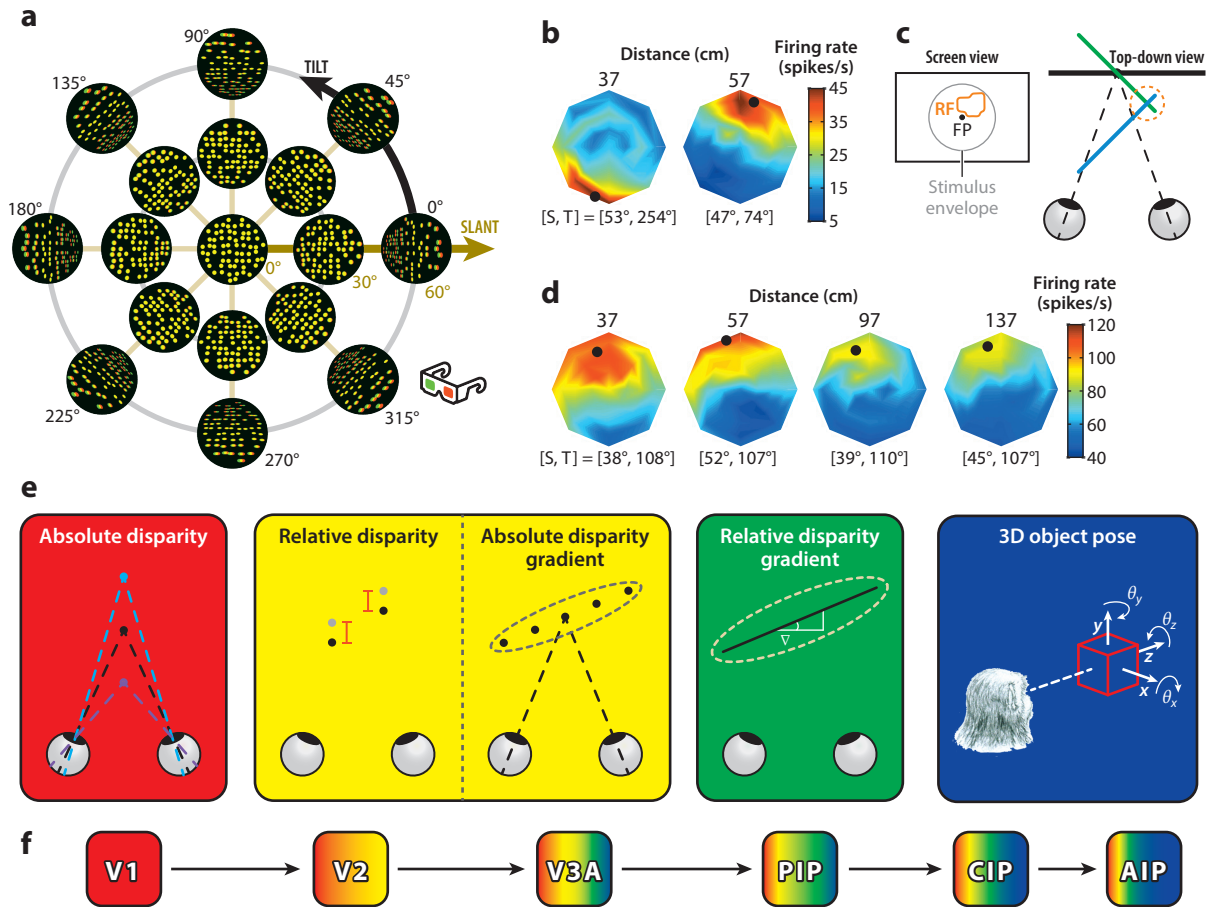 a
90°
TILT
45°
135°
0°
180°
SLANT
0°
30°
60°
225°
315°
270°
b
Distance (cm)
Firing rate
(spikes/s)
37
57
45
35
25
15
5
[S, T] = [53°, 254°]
[47°, 74°]
c
Screen view
Top-down view
RF
FP
Stimulus
envelope
d
Distance (cm)
Firing rate
(spikes/s)
37
57
97
137
120
100
80
60
40
[S, T] = [38°, 108°]
[52°, 107°]
[39°, 110°]
[45°, 107°]
e
Absolute disparity
Relative disparity
Absolute disparity
gradient
Relative disparity
gradient
∇
3D object pose
θy
y
θz
z
x
θx
f
V1
V2
V3A
PIP
CIP
AIP